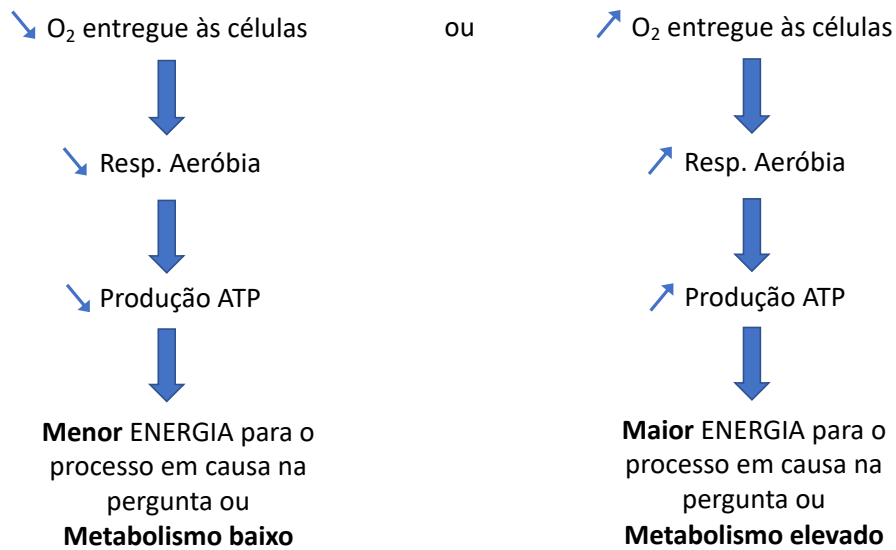 O₂ entregue às células
ou
O₂ entregue às células
Resp. Aeróbia
Resp. Aeróbia
Produção ATP
Produção ATP
Menor ENERGIA para o
processo em causa na
pergunta ou
Metabolismo baixo
Maior ENERGIA para o
processo em causa na
pergunta ou
Metabolismo elevado